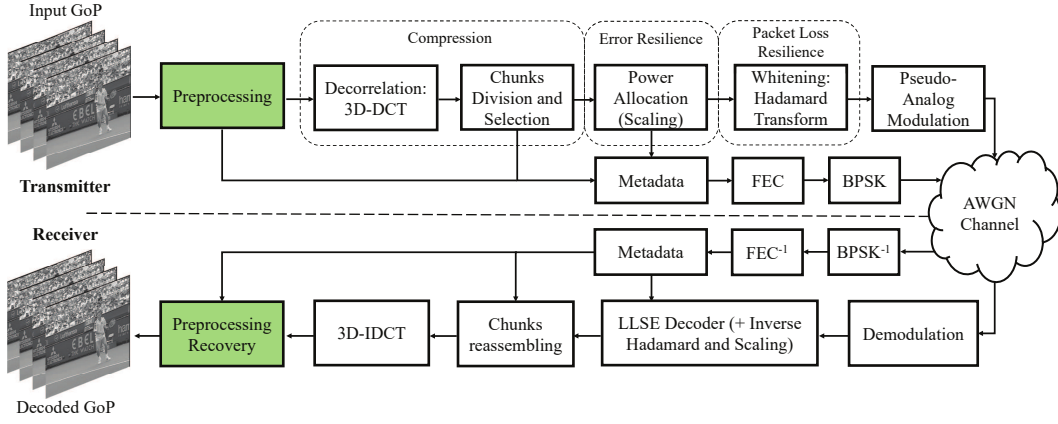 Input GoP
Compression
Error Resilience
Packet Loss
Resilience
Preprocessing
Decorrelation:
3D-DCT
Chunks
Division and
Selection
Power
Allocation
(Scaling)
Whitening:
Hadamard
Transform
Pseudo-
Analog
Modulation
Transmitter
Metadata
FEC
BPSK
AWGN
Channel
Receiver
Metadata
FEC-1
BPSK-1
Preprocessing
Recovery
3D-IDCT
Chunks
reassembling
LLSE Decoder (+ Inverse
Hadamard and Scaling)
Demodulation
Decoded GoP